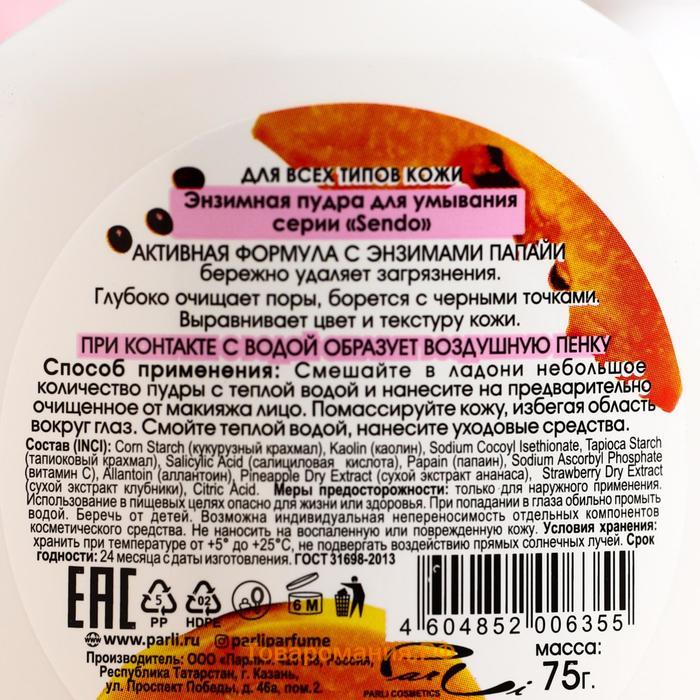 ДЛЯ ВСЕХ ТИПОВ КОЖИ
Энзимная пудра для умывания
серии «Sendo»
АКТИВНАЯ ФОРМУЛА С ЭНЗИМАМИ ПАПАЙИ
бережно удаляет загрязнения.
Глубоко очищает поры, борется с черными точками.
Выравнивает цвет и текстуру кожи.
ПРИ КОНТАКТЕ С ВОДОЙ ОБРАЗУЕТ ВОЗДУШНУЮ ПЕНКУ
Способ применения: Смешайте в ладони небольшое
количество пудры с теплой водой и нанесите на предварительно
очищенное от макияжа лицо. Помассируйте кожу, избегая область
вокруг глаз. Смойте теплой водой, нанесите уходовые средства.
Состав (INCI): Corn Starch (кукурузный крахмал), Kaolin (каолин), Sodium Cocoyl Isethionate, Tapioca Starch
(тапиоковый крахмал), Salicylic Acid (салициловая кислота), Papain (папаин), Sodium Ascorbyl Phosphate
(витамин С), Allantoin (аллантоин), Pineapple Dry Extract (сухой экстракт ананаса), Strawberry Dry Extract
(сухой экстракт клубники), Citric Acid. Меры предосторожности: только для наружного применения.
Использование в пищевых целях опасно для жизни или здоровья. При попадании в глаза обильно промыть
водой. Беречь от детей. Возможна индивидуальная непереносимость отдельных компонентов
косметического средства. Не наносить на воспаленную или поврежденную кожу. Условия хранения:
хранить при температуре от +5° до +25°С, не подвергать воздействию прямых солнечных лучей. Срок
годности: 24 месяца с даты изготовления. ГОСТ 31698-2013
EAC 5 PP 02 HDPE 6 M
4 604852 006355
www.parli.ru parliparfume
Производитель: ООО «Парли», 423
Россия,
Республика Татарстан, г. Казань,
ул. Проспект Победы, д. 46а, пом. 2.
Товаромания.рф
PARLI COSMETICS
масса:
75г.